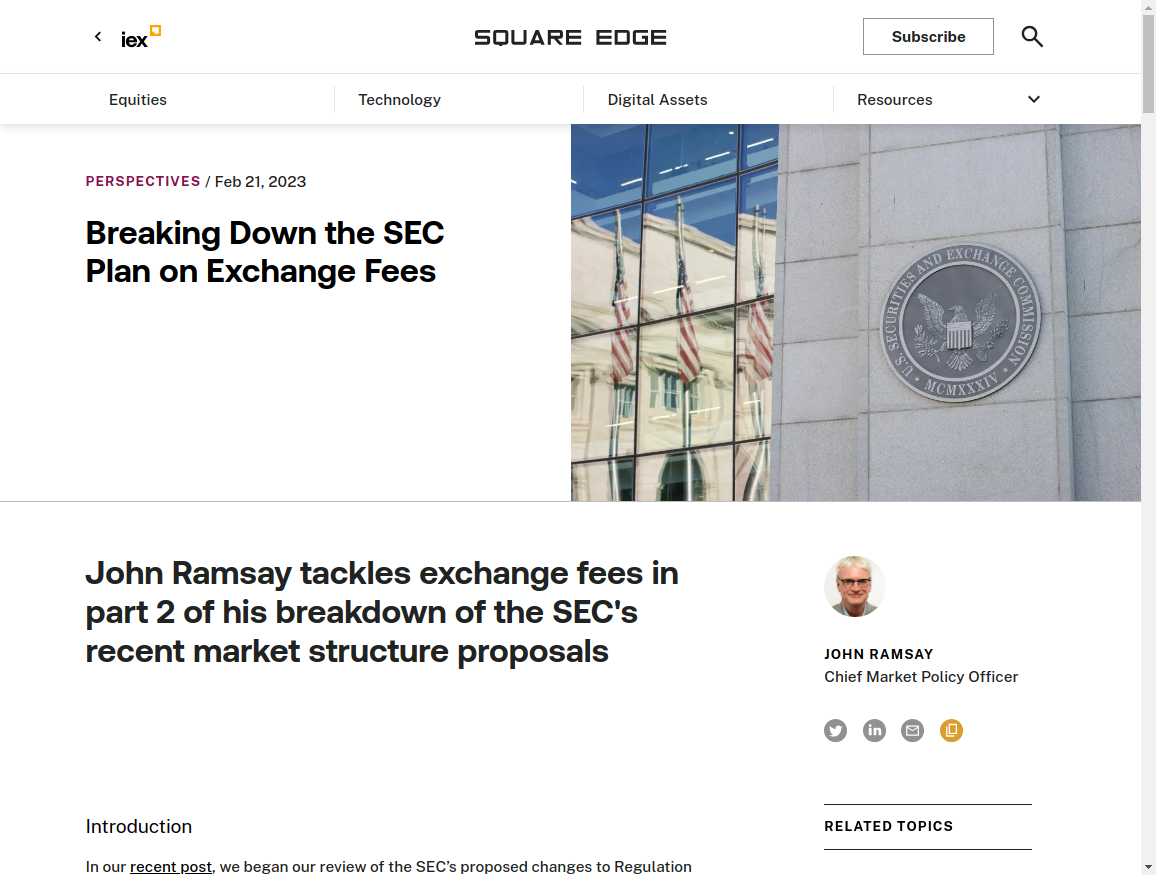 iex
SQUARE EDGE
Subscribe
Equities
Technology
Digital Assets
Resources
PERSPECTIVES / Feb 21, 2023
Breaking Down the SEC
Plan on Exchange Fees
U.S. SECURITIES AND EXCHANGE COMMISSION
MCMXXXIV
John Ramsay tackles exchange fees in
part 2 of his breakdown of the SEC's
recent market structure proposals
JOHN RAMSAY
Chief Market Policy Officer
in
RELATED TOPICS
Introduction
In our recent post, we began our review of the SEC’s proposed changes to Regulation